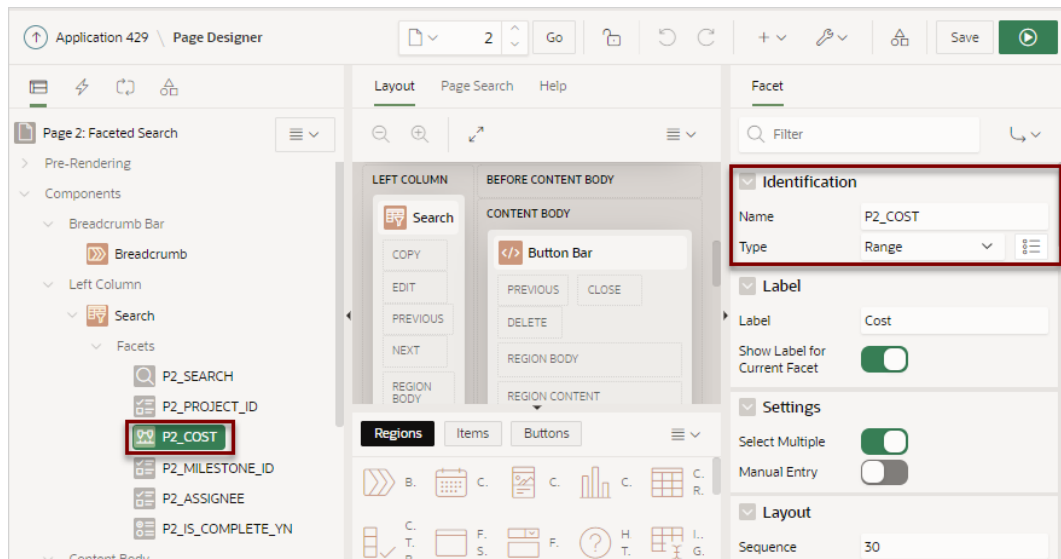 Application 429 \ Page Designer
2
Go
Save
Page 2: Faceted Search
Pre-Rendering
Components
Breadcrumb Bar
Breadcrumb
Left Column
Search
Facets
P2_SEARCH
P2_PROJECT_ID
P2_COST
P2_MILESTONE_ID
P2_ASSIGNEE
P2_IS_COMPLETE_YN
Content Body
Layout Page Search Help
LEFT COLUMN
Search
COPY
EDIT
PREVIOUS
NEXT
REGION
BODY
BEFORE CONTENT BODY
CONTENT BODY
</> Button Bar
PREVIOUS CLOSE
DELETE
REGION BODY
REGION CONTENT
Regions Items Buttons
B. C. C. C. C.
R.
C.
T. F. F. H. I..
S. T. G.
Facet
Filter
Identification
Name P2_COST
Type Range
Label
Label Cost
Show Label for
Current Facet
Settings
Select Multiple
Manual Entry
Layout
Sequence 30